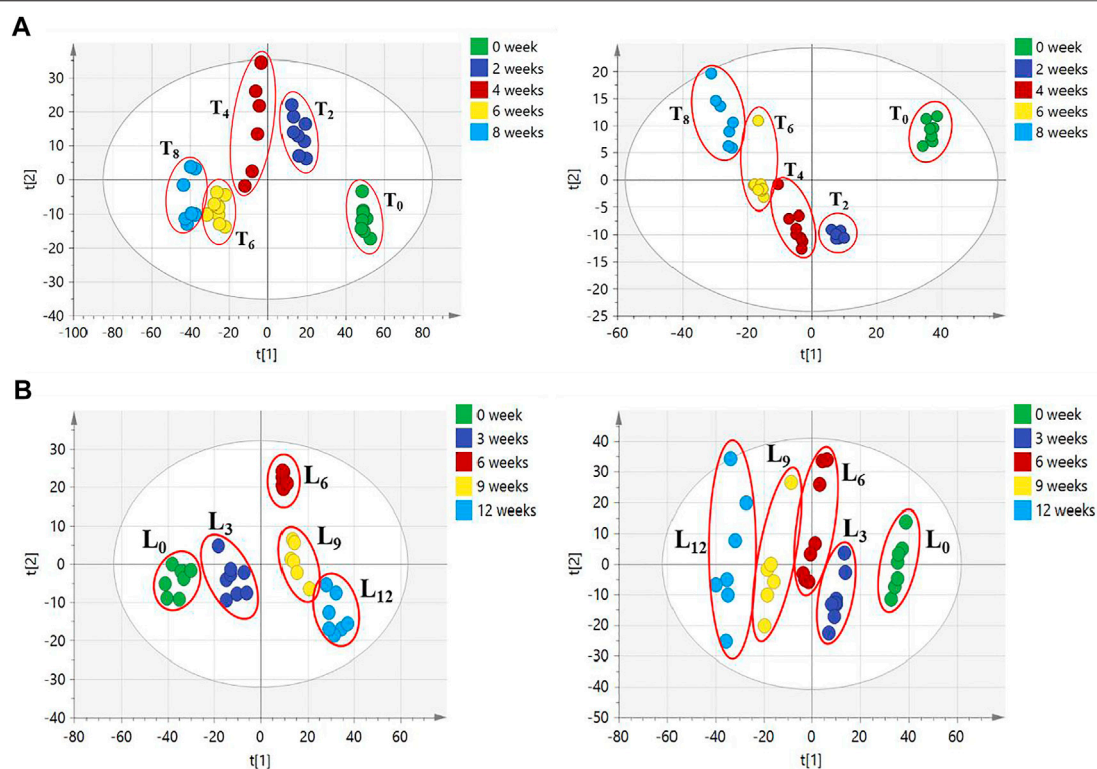 A
0 week
2 weeks
4 weeks
6 weeks
8 weeks
T4
T2
T8
T6
T0
30
20
10
0
-10
-20
-30
-40
t[2]
-100 -80 -60 -40 -20 0 20 40 60 80
t[1]
0 week
2 weeks
4 weeks
6 weeks
8 weeks
T8
T6
T0
T4
T2
20
15
10
5
0
-5
-10
-15
-20
-25
t[2]
-60 -40 -20 0 20 40
t[1]
B
0 week
3 weeks
6 weeks
9 weeks
12 weeks
L6
L0
L3
L9
L12
30
20
10
0
-10
-20
-30
-40
t[2]
-80 -60 -40 -20 0 20 40 60
t[1]
0 week
3 weeks
6 weeks
9 weeks
12 weeks
L9
L6
L12
L3
L0
40
30
20
10
0
-10
-20
-30
-40
-50
t[2]
-80 -60 -40 -20 0 20 40 60
t[1]